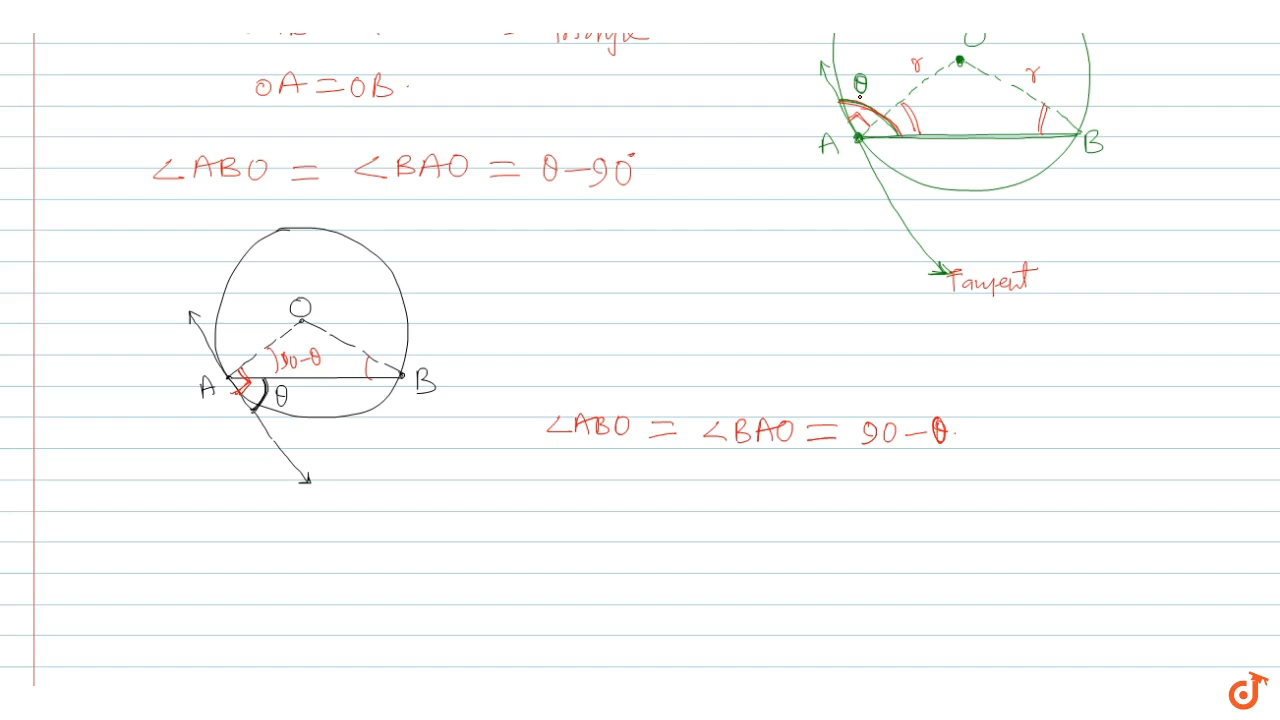 OA = OB.
∠ABO = ∠BAO = θ-90°
O
r
r
θ
A
B
Tangent
O
90-θ
A
θ
B
∠ABO = ∠BAO = 90-θ.